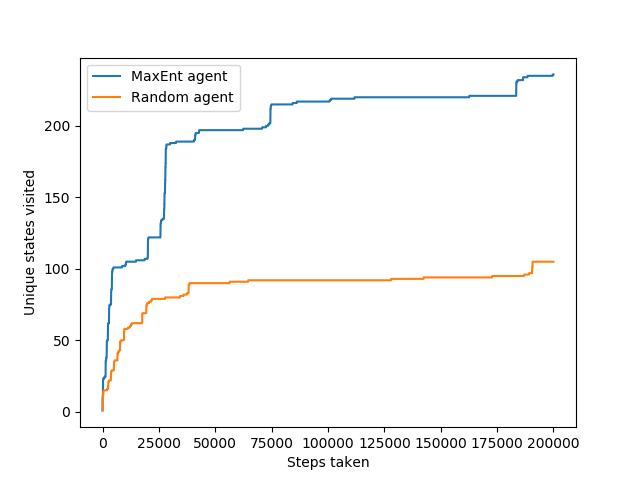 MaxEnt agent
Random agent
Unique states visited
200
150
100
50
0
0 25000 50000 75000 100000 125000 150000 175000 200000
Steps taken